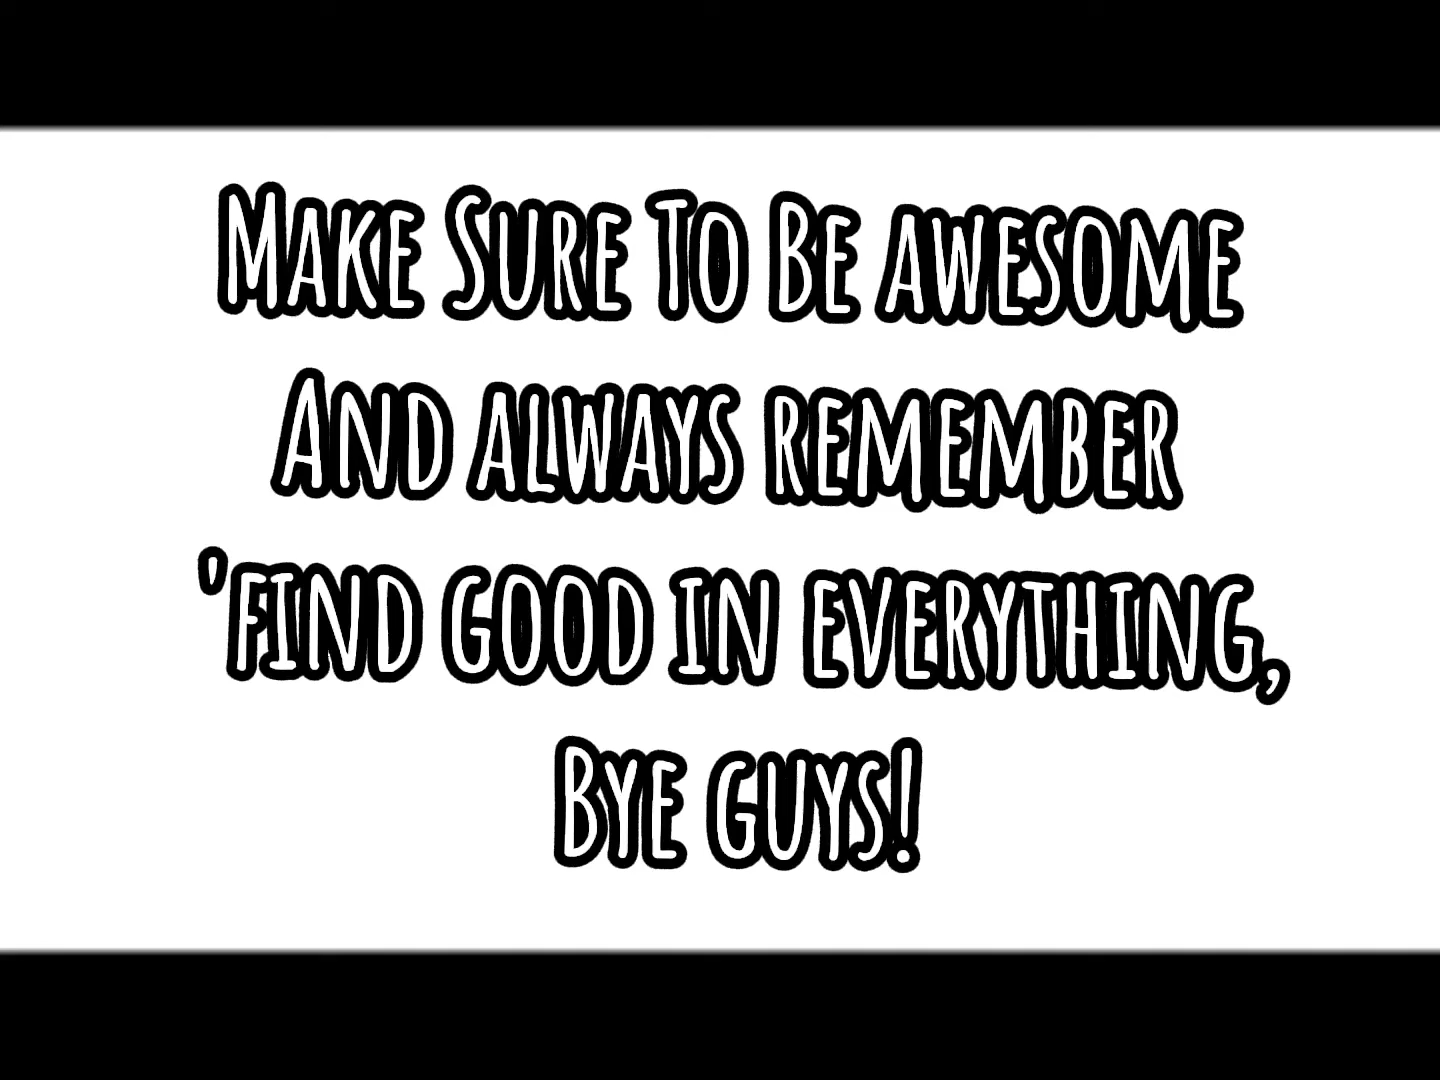 Make Sure To Be awesome
And always remember
'find good in everything,
Bye guys!